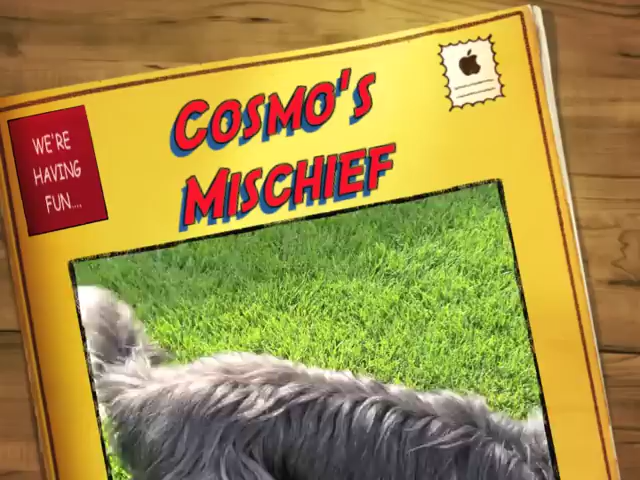 COSMO'S
MISCHIEF
WE'RE
HAVING
FUN....